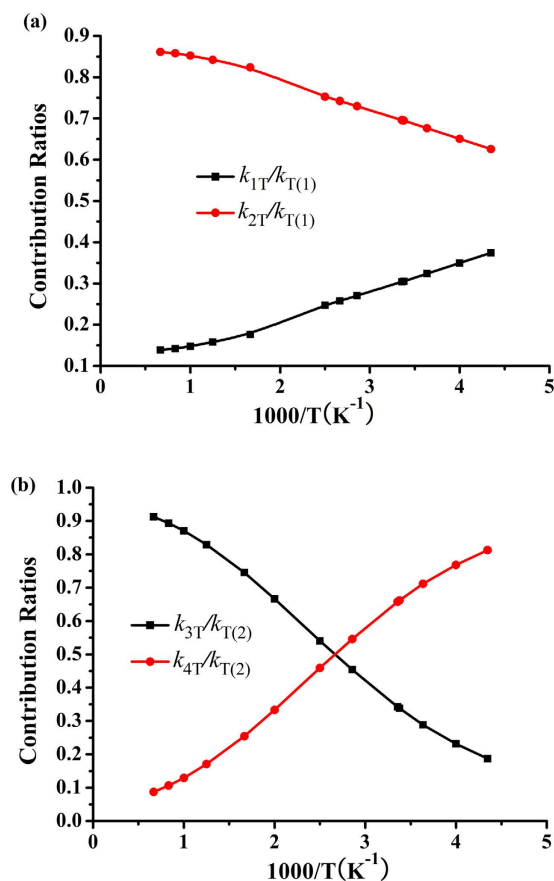 (a)
0.9
0.8
0.7
0.6
0.5
0.4
0.3
0.2
0.1
Contribution Ratios
k1T/kT(1)
k2T/kT(1)
0 1 2 3 4 5
1000/T(K⁻¹)
(b)
1.0
0.9
0.8
0.7
0.6
0.5
0.4
0.3
0.2
0.1
0.0
Contribution Ratios
k3T/kT(2)
k4T/kT(2)
0 1 2 3 4 5
1000/T(K⁻¹)